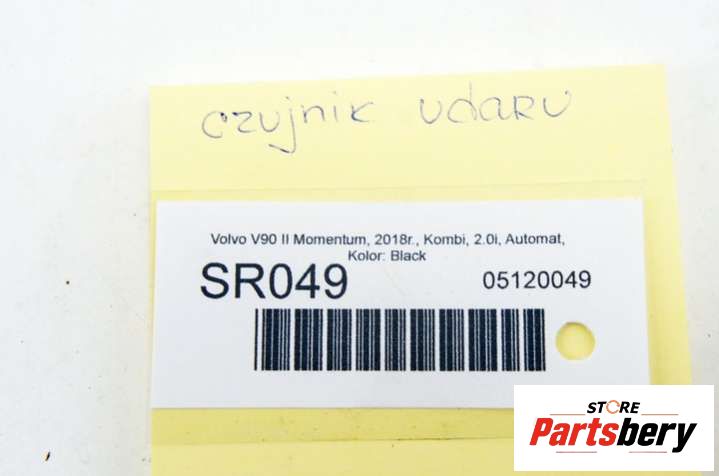 czujnik udaru
Volvo V90 II Momentum, 2018r., Kombi, 2.0i, Automat,
Kolor: Black
SR049 05120049
STORE
Partsbery